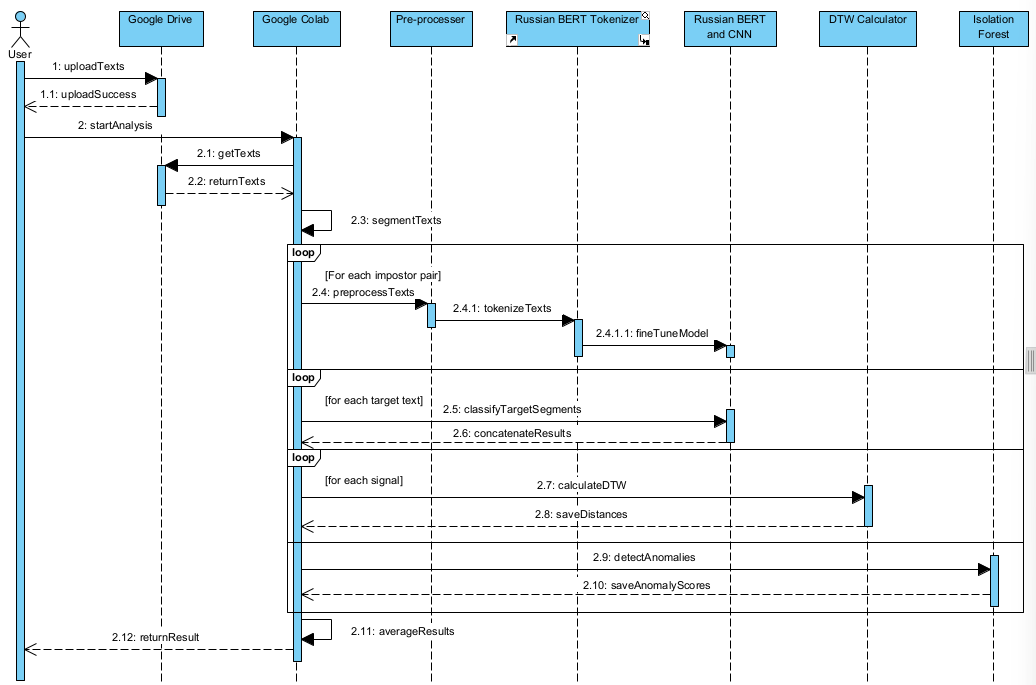 Google Drive
Google Colab
Pre-processer
Russian BERT Tokenizer
Russian BERT
and CNN
DTW Calculator
Isolation
Forest
User
1: uploadTexts
1.1: uploadSuccess
2: startAnalysis
2.1: getTexts
2.2: returnTexts
2.3: segmentTexts
loop
[For each impostor pair]
2.4: preprocessTexts
2.4.1: tokenizeTexts
2.4.1.1: fineTuneModel
loop
[for each target text]
2.5: classifyTargetSegments
2.6: concatenateResults
loop
[for each signal]
2.7: calculateDTW
2.8: saveDistances
2.9: detectAnomalies
2.10: saveAnomalyScores
2.11: averageResults
2.12: returnResult